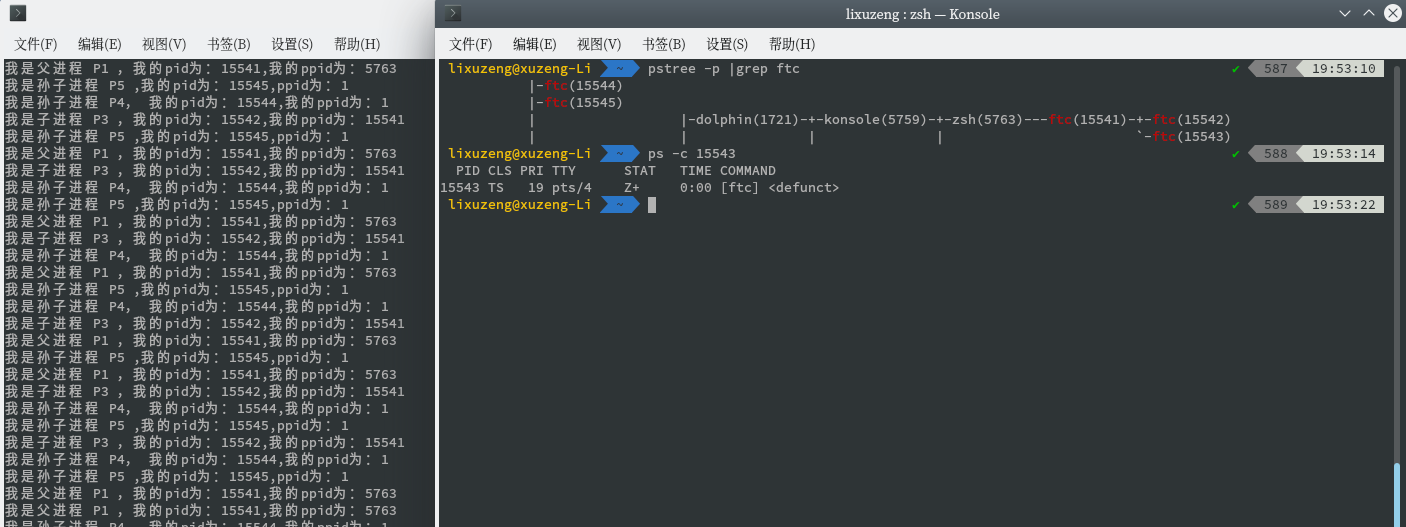 文件(F) 编辑(E) 视图(V) 书签(B) 设置(S) 帮助(H)
我是父进程 P1 ，我的pid为：15541,我的ppid为：5763
我是孙子进程 P5 ,我的pid为：15545,ppid为：1
我是孙子进程 P4， 我的pid为：15544,我的ppid为：1
我是子进程 P3 ，我的pid为：15542,我的ppid为：15541
我是孙子进程 P5 ,我的pid为：15545,ppid为：1
我是父进程 P1 ，我的pid为：15541,我的ppid为：5763
我是子进程 P3 ，我的pid为：15542,我的ppid为：15541
我是孙子进程 P4， 我的pid为：15544,我的ppid为：1
我是孙子进程 P5 ,我的pid为：15545,ppid为：1
我是父进程 P1 ，我的pid为：15541,我的ppid为：5763
我是子进程 P3 ，我的pid为：15542,我的ppid为：15541
我是孙子进程 P4， 我的pid为：15544,我的ppid为：1
我是父进程 P1 ，我的pid为：15541,我的ppid为：5763
我是孙子进程 P5 ,我的pid为：15545,ppid为：1
我是孙子进程 P4， 我的pid为：15544,我的ppid为：1
我是子进程 P3 ，我的pid为：15542,我的ppid为：15541
我是父进程 P1 ，我的pid为：15541,我的ppid为：5763
我是孙子进程 P5 ,我的pid为：15545,ppid为：1
我是父进程 P1 ，我的pid为：15541,我的ppid为：5763
我是子进程 P3 ，我的pid为：15542,我的ppid为：15541
我是孙子进程 P4， 我的pid为：15544,我的ppid为：1
我是孙子进程 P5 ,我的pid为：15545,ppid为：1
我是子进程 P3 ，我的pid为：15542,我的ppid为：15541
我是孙子进程 P4， 我的pid为：15544,我的ppid为：1
我是孙子进程 P5 ,我的pid为：15545,ppid为：1
我是父进程 P1 ，我的pid为：15541,我的ppid为：5763
我是父进程 P1 ，我的pid为：15541,我的ppid为：5763
我是孙子进程 P4， 我的pid为：15544,我的ppid为：1
lixuzeng : zsh — Konsole
文件(F) 编辑(E) 视图(V) 书签(B) 设置(S) 帮助(H)
lixuzeng@xuzeng-Li ~ pstree -p |grep ftc ✔ 587 19:53:10
|-ftc(15544)
|-ftc(15545)
| |-dolphin(1721)-+-konsole(5759)-+-zsh(5763)---ftc(15541)-+-ftc(15542)
| | | | `-ftc(15543)
lixuzeng@xuzeng-Li ~ ps -c 15543 ✔ 588 19:53:14
PID CLS PRI TTY STAT TIME COMMAND
15543 TS 19 pts/4 Z+ 0:00 [ftc] <defunct>
lixuzeng@xuzeng-Li ~ ✔ 589 19:53:22